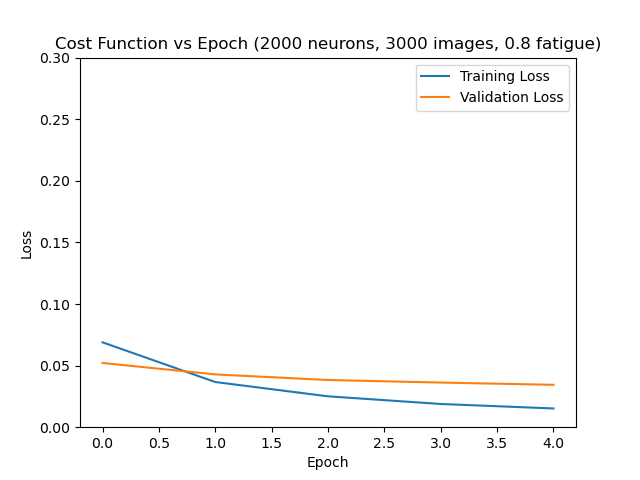 Cost Function vs Epoch (2000 neurons, 3000 images, 0.8 fatigue)
Training Loss
Validation Loss
0.30
0.25
0.20
0.15
0.10
0.05
0.00
Loss
0.0 0.5 1.0 1.5 2.0 2.5 3.0 3.5 4.0
Epoch